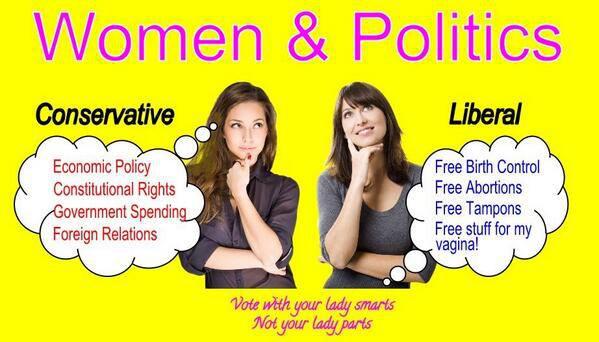 Women & Politics
Conservative
Economic Policy
Constitutional Rights
Government Spending
Foreign Relations
Liberal
Free Birth Control
Free Abortions
Free Tampons
Free stuff for my
vagina!
Vote with your lady smarts
Not your lady parts